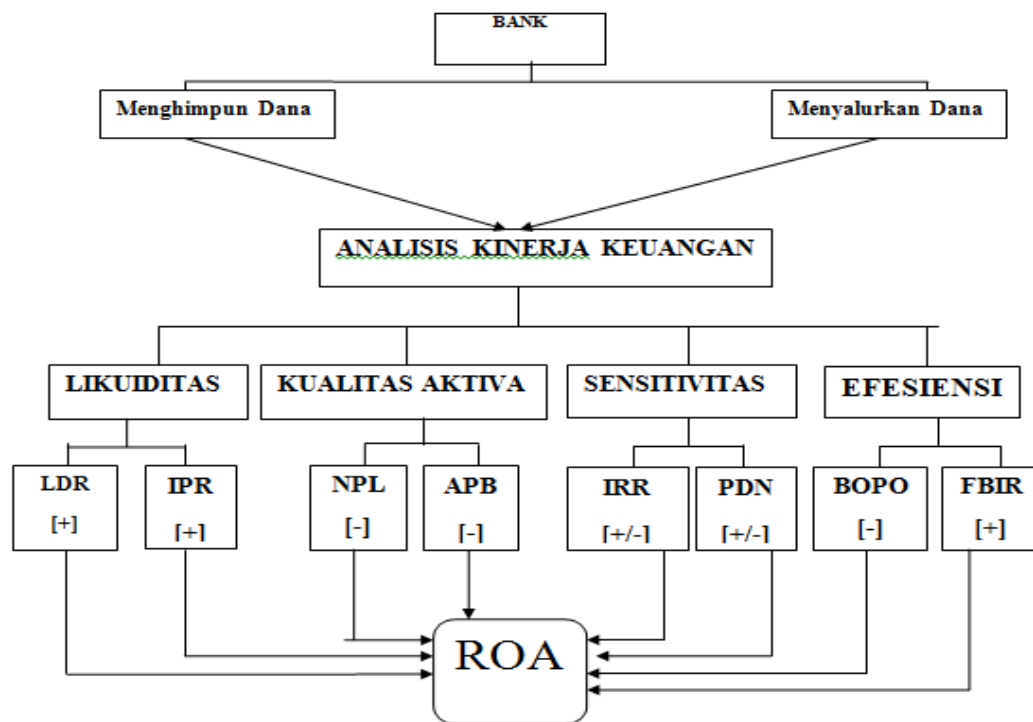 BANK
Menghimpun Dana
Menyalurkan Dana
ANALISIS KINERJA KEUANGAN
LIKUIDITAS
KUALITAS AKTIVA
SENSITIVITAS
EFESIENSI
LDR
[+]
IPR
[+]
NPL
[-]
APB
[-]
IRR
[+/-]
PDN
[+/-]
BOPO
[-]
FBIR
[+]
ROA